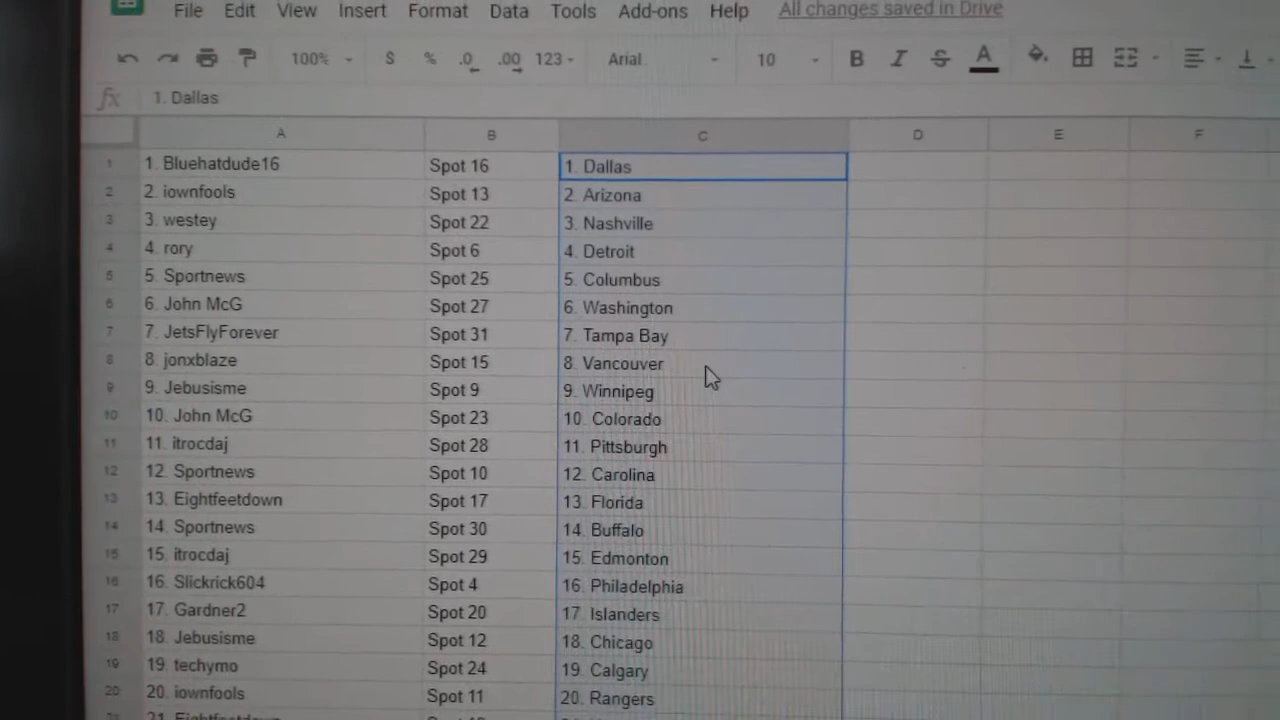 File Edit View Insert Format Data Tools Add-ons Help All changes saved in Drive
100% $ % .0 .00 123 Arial 10 B I S A
fx 1. Dallas
A B C D E F
1 1. Bluehatdude16 Spot 16 1. Dallas
2 2. iownfools Spot 13 2. Arizona
3 3. westey Spot 22 3. Nashville
4 4. rory Spot 6 4. Detroit
5 5. Sportnews Spot 25 5. Columbus
6 6. John McG Spot 27 6. Washington
7 7. JetsFlyForever Spot 31 7. Tampa Bay
8 8. jonxblaze Spot 15 8. Vancouver
9 9. Jebusisme Spot 9 9. Winnipeg
10 10. John McG Spot 23 10. Colorado
11 11. itrocdaj Spot 28 11. Pittsburgh
12 12. Sportnews Spot 10 12. Carolina
13 13. Eightfeetdown Spot 17 13. Florida
14 14. Sportnews Spot 30 14. Buffalo
15 15. itrocdaj Spot 29 15. Edmonton
16 16. Slickrick604 Spot 4 16. Philadelphia
17 17. Gardner2 Spot 20 17. Islanders
18 18. Jebusisme Spot 12 18. Chicago
19 19. techymo Spot 24 19. Calgary
20 20. iownfools Spot 11 20. Rangers